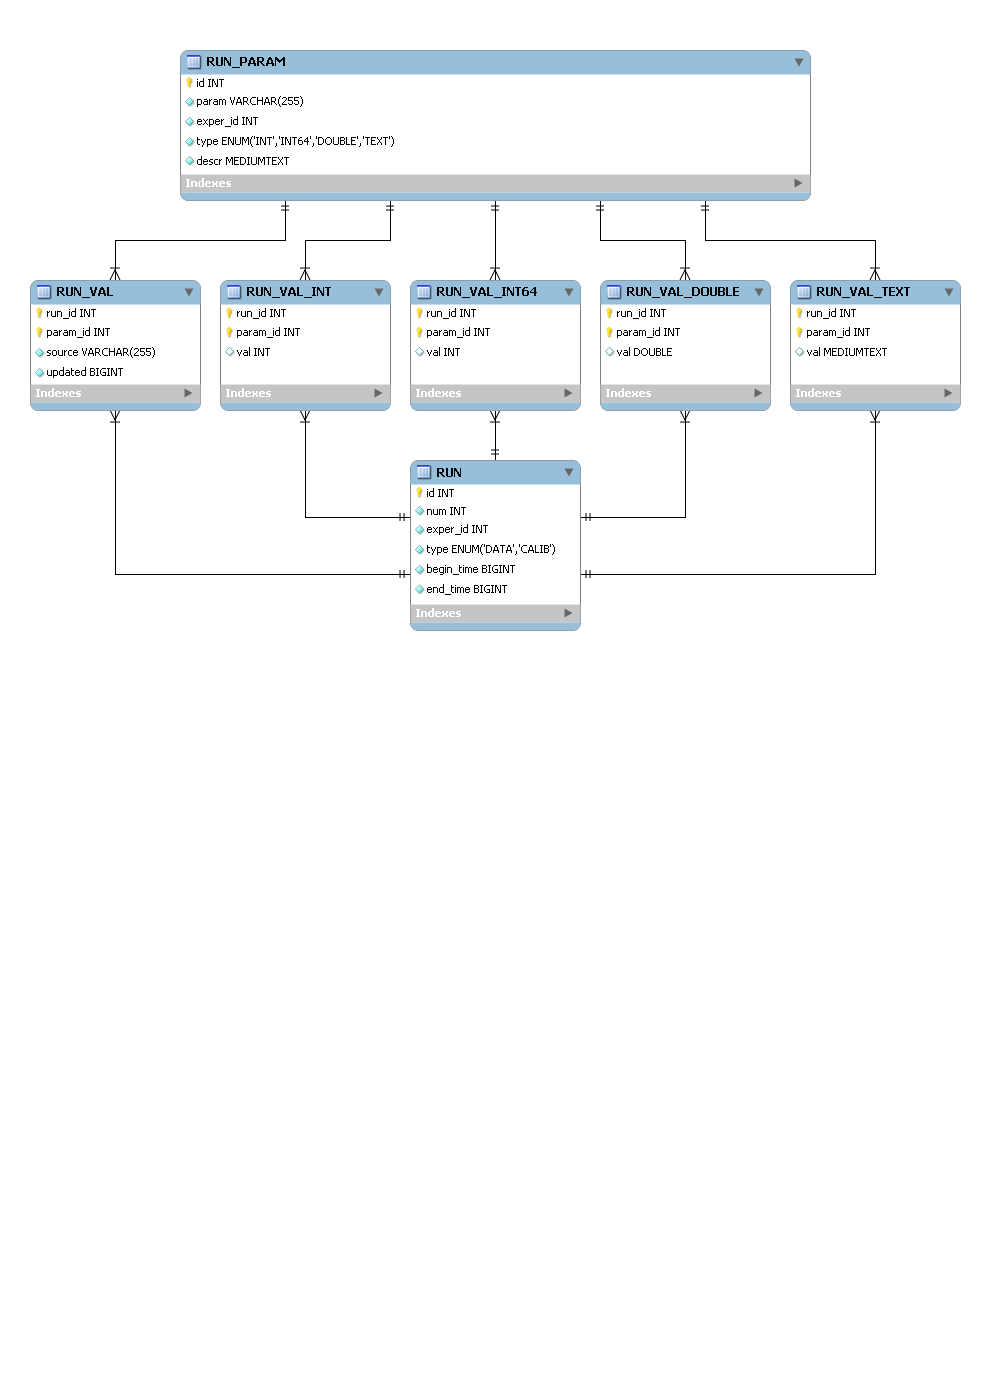 RUN_PARAM
id INT
param VARCHAR(255)
exper_id INT
type ENUM('INT','INT64','DOUBLE','TEXT')
descr MEDIUMTEXT
Indexes
RUN_VAL
run_id INT
param_id INT
source VARCHAR(255)
updated BIGINT
Indexes
RUN_VAL_INT
run_id INT
param_id INT
val INT
Indexes
RUN_VAL_INT64
run_id INT
param_id INT
val INT
Indexes
RUN_VAL_DOUBLE
run_id INT
param_id INT
val DOUBLE
Indexes
RUN_VAL_TEXT
run_id INT
param_id INT
val MEDIUMTEXT
Indexes
RUN
id INT
num INT
exper_id INT
type ENUM('DATA','CALIB')
begin_time BIGINT
end_time BIGINT
Indexes